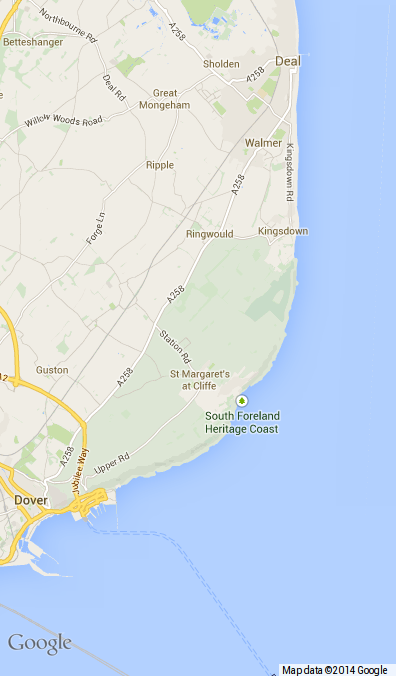 Northbourne Rd
A258
Betteshanger
Deal
Sholden
A258
Deal Rd
Great
Mongeham
Willow Woods Road
Walmer
Kingsdown Rd
Ripple
A258
Forge Ln
Ringwould
Kingsdown
A258
Station Rd
Guston
A258
St Margaret's
at Cliffe
A2
South Foreland
Heritage Coast
A258
Upper Rd
Jubilee Way
Dover
Google
Map data ©2014 Google